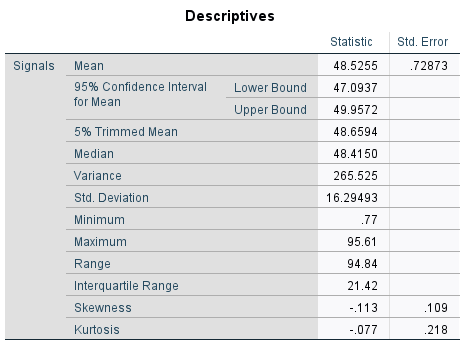 Descriptives
Statistic Std. Error
Signals Mean 48.5255 .72873
95% Confidence Interval for Mean Lower Bound 47.0937
Upper Bound 49.9572
5% Trimmed Mean 48.6594
Median 48.4150
Variance 265.525
Std. Deviation 16.29493
Minimum .77
Maximum 95.61
Range 94.84
Interquartile Range 21.42
Skewness -.113 .109
Kurtosis -.077 .218